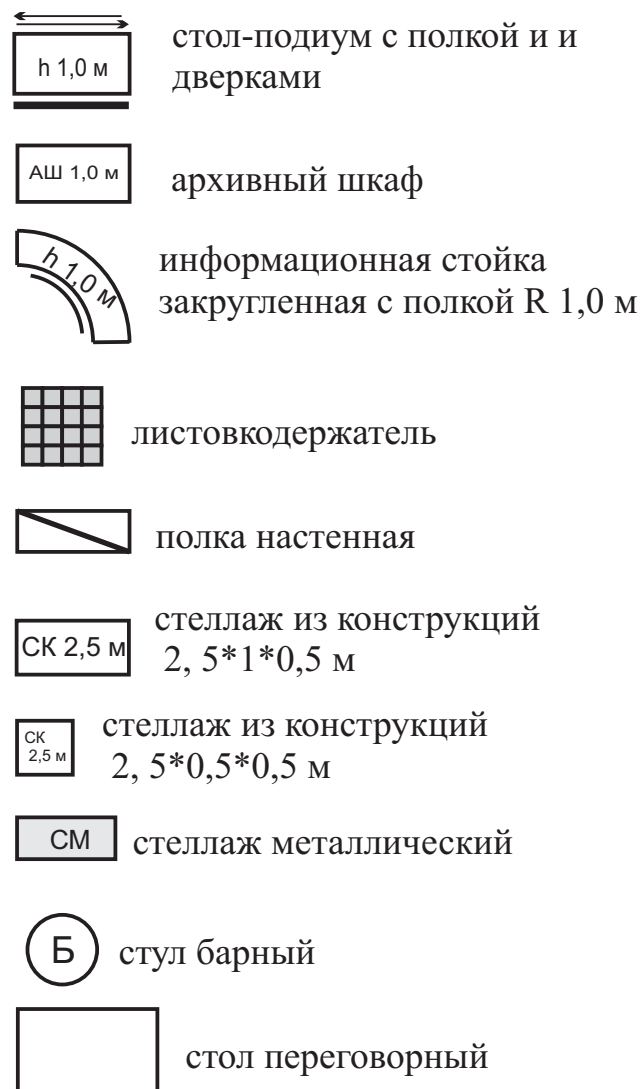 h 1,0 м
стол-подиум с полкой и и
дверками
АШ 1,0 м
архивный шкаф
h 1,0 м
информационная стойка
закругленная с полкой R 1,0 м
листовкодержатель
полка настенная
СК 2,5 м
стеллаж из конструкций
2, 5*1*0,5 м
СК
2,5 м
стеллаж из конструкций
2, 5*0,5*0,5 м
СМ
стеллаж металлический
Б
стул барный
стол переговорный